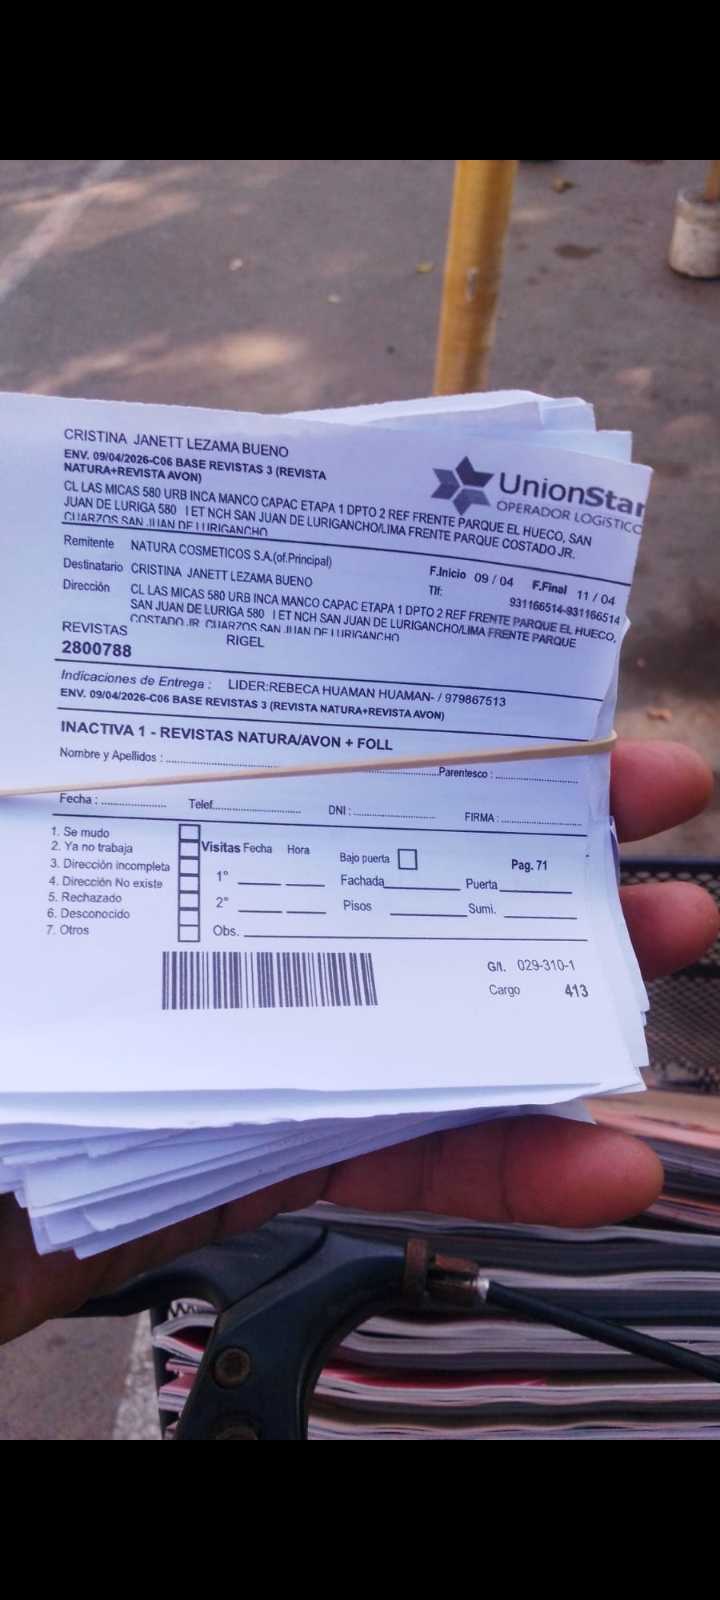 CRISTINA JANETT LEZAMA BUENO
ENV. 09/04/2026-C06 BASE REVISTAS 3 (REVISTA
NATURA+REVISTA AVON)
UnionStar
OPERADOR LOGÍSTICO
CL LAS MICAS 580 URB INCA MANCO CAPAC ETAPA 1 DPTO 2 REF FRENTE PARQUE EL HUECO, SAN
JUAN DE LURIGA 580 I ET NCH SAN JUAN DE LURIGANCHO/LIMA FRENTE PARQUE COSTADO JR.
CUARZOS SAN JUAN DE LURIGANCHO
Remitente NATURA COSMETICOS S.A.(of.Principal)
F.Inicio 09 / 04 F.Final 11 / 04
Destinatario CRISTINA JANETT LEZAMA BUENO
Tlf: 931166514-931166514
Dirección CL LAS MICAS 580 URB INCA MANCO CAPAC ETAPA 1 DPTO 2 REF FRENTE PARQUE EL HUECO,
SAN JUAN DE LURIGA 580 I ET NCH SAN JUAN DE LURIGANCHO/LIMA FRENTE PARQUE
COSTADO JR. CUARZOS SAN JUAN DE LURIGANCHO
REVISTAS RIGEL
2800788
Indicaciones de Entrega : LIDER:REBECA HUAMAN HUAMAN- / 979867513
ENV. 09/04/2026-C06 BASE REVISTAS 3 (REVISTA NATURA+REVISTA AVON)
INACTIVA 1 - REVISTAS NATURA/AVON + FOLL
Nombre y Apellidos : Parentesco :
Fecha : Telef. DNI : FIRMA :
1. Se mudo
2. Ya no trabaja
3. Dirección incompleta
4. Dirección No existe
5. Rechazado
6. Desconocido
7. Otros
Visitas Fecha Hora Bajo puerta Pag. 71
1° Fachada Puerta
2° Pisos Sumi.
Obs.
G/I. 029-310-1
Cargo 413